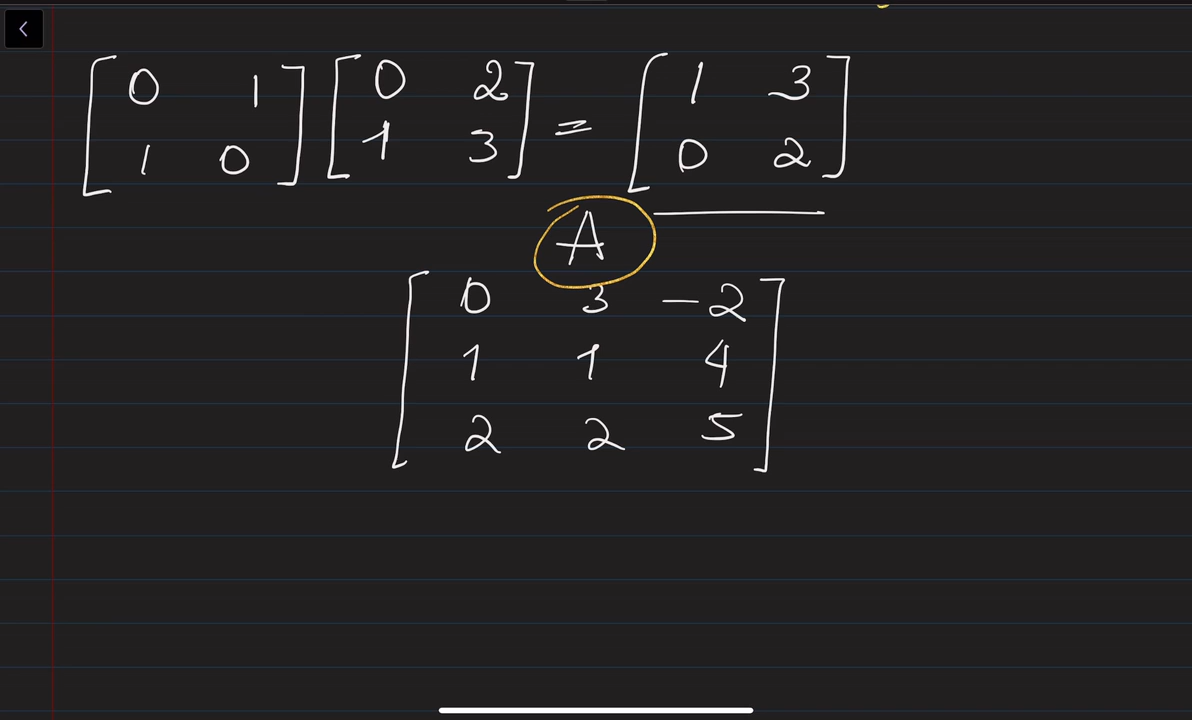 [0 1] [0 2] = [1 3]
[1 0] [1 3] [0 2]
A
[0 3 -2]
[1 1 4]
[2 2 5]